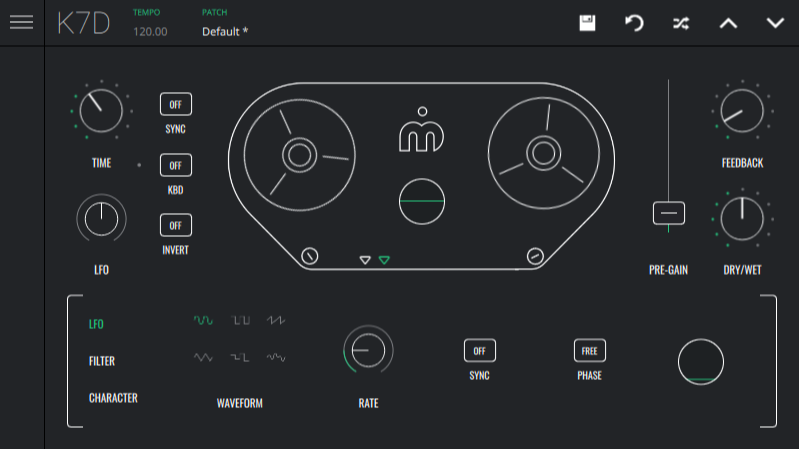 K7D
TEMPO
120.00
PATCH
Default *
OFF
SYNC
TIME
OFF
KBD
OFF
INVERT
LFO
FEEDBACK
PRE-GAIN
DRY/WET
LFO
FILTER
CHARACTER
WAVEFORM
RATE
OFF
SYNC
FREE
PHASE